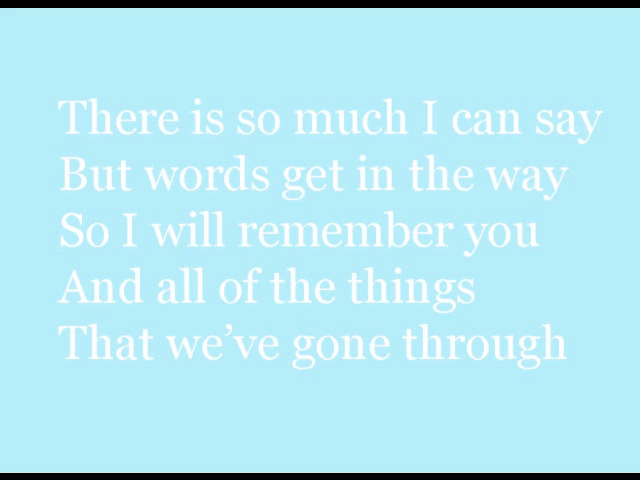 There is so much I can say
But words get in the way
So I will remember you
And all of the things
That we’ve gone through